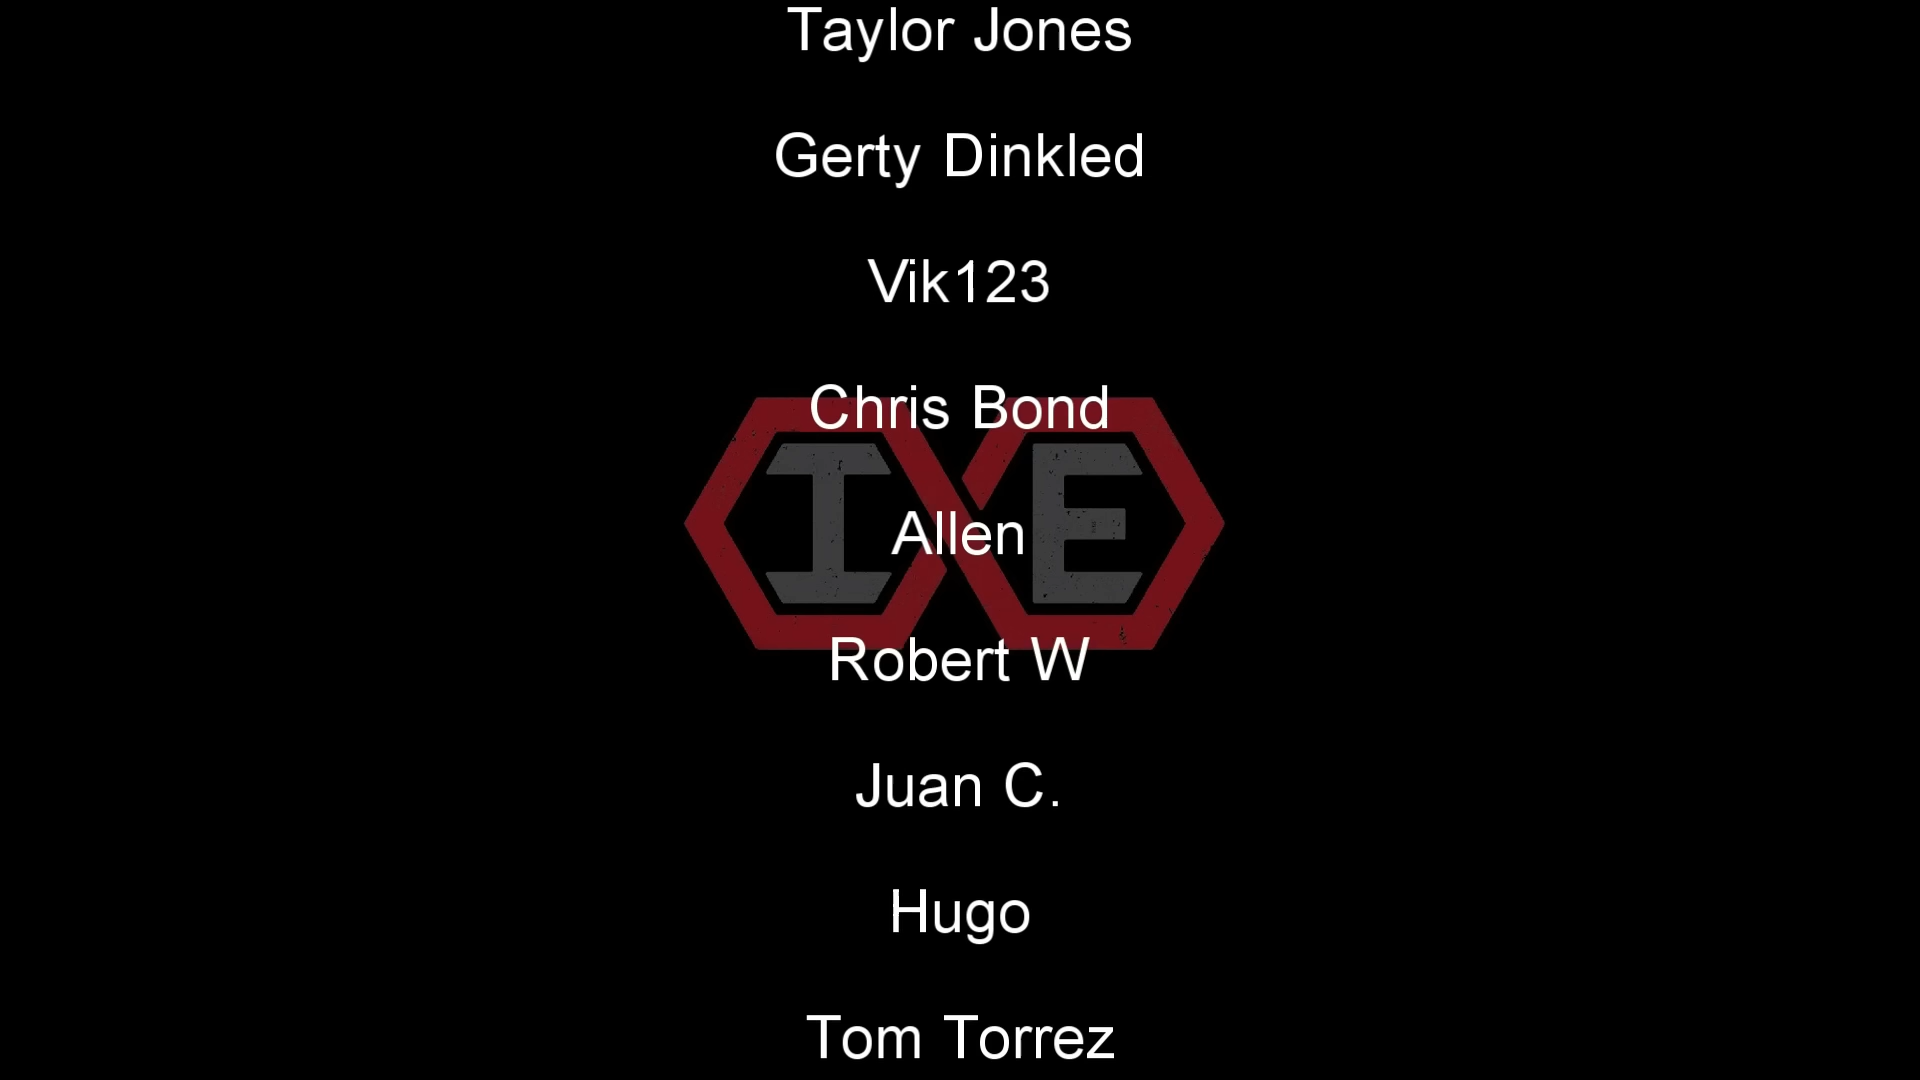 Taylor Jones
Gerty Dinkled
Vik123
Chris Bond
I E
Allen
Robert W
Juan C.
Hugo
Tom Torrez